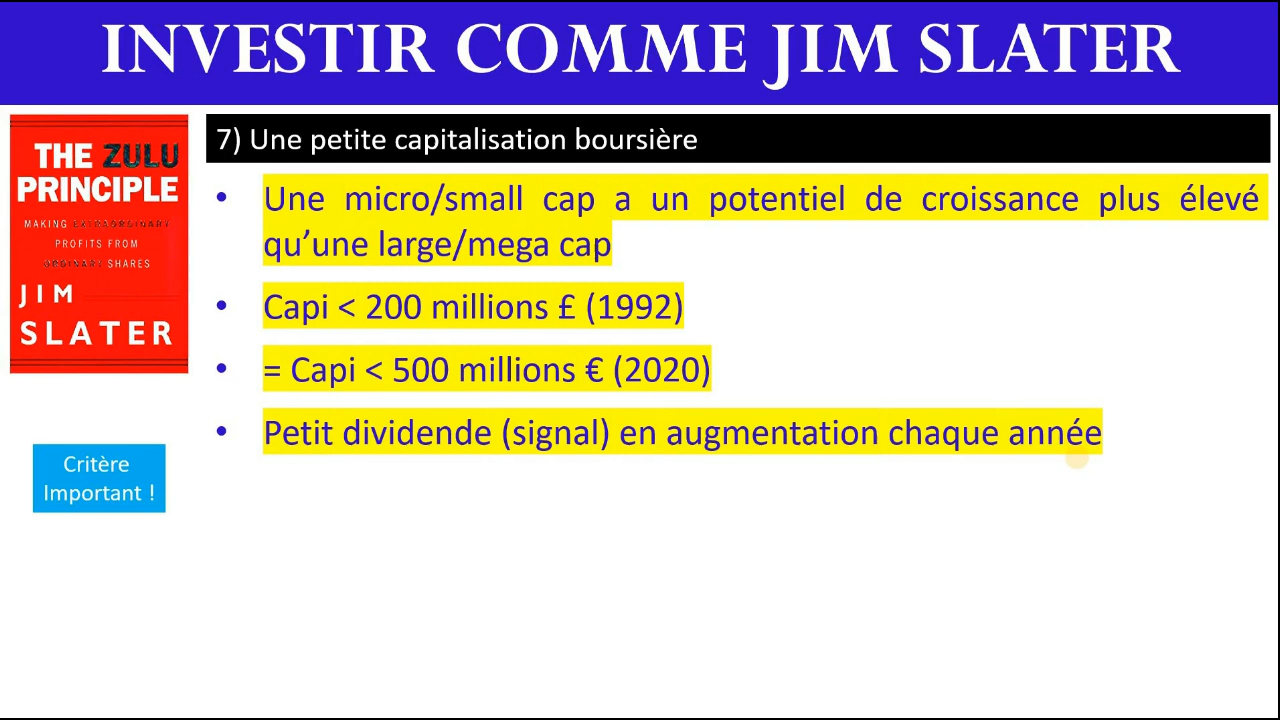 INVESTIR COMME JIM SLATER
THE ZULU
PRINCIPLE
MAKING EXTRAORDINARY
PROFITS FROM
ORDINARY SHARES
JIM
SLATER
7) Une petite capitalisation boursière
• Une micro/small cap a un potentiel de croissance plus élevé
qu’une large/mega cap
• Capi < 200 millions £ (1992)
• = Capi < 500 millions € (2020)
• Petit dividende (signal) en augmentation chaque année
Critère
Important !